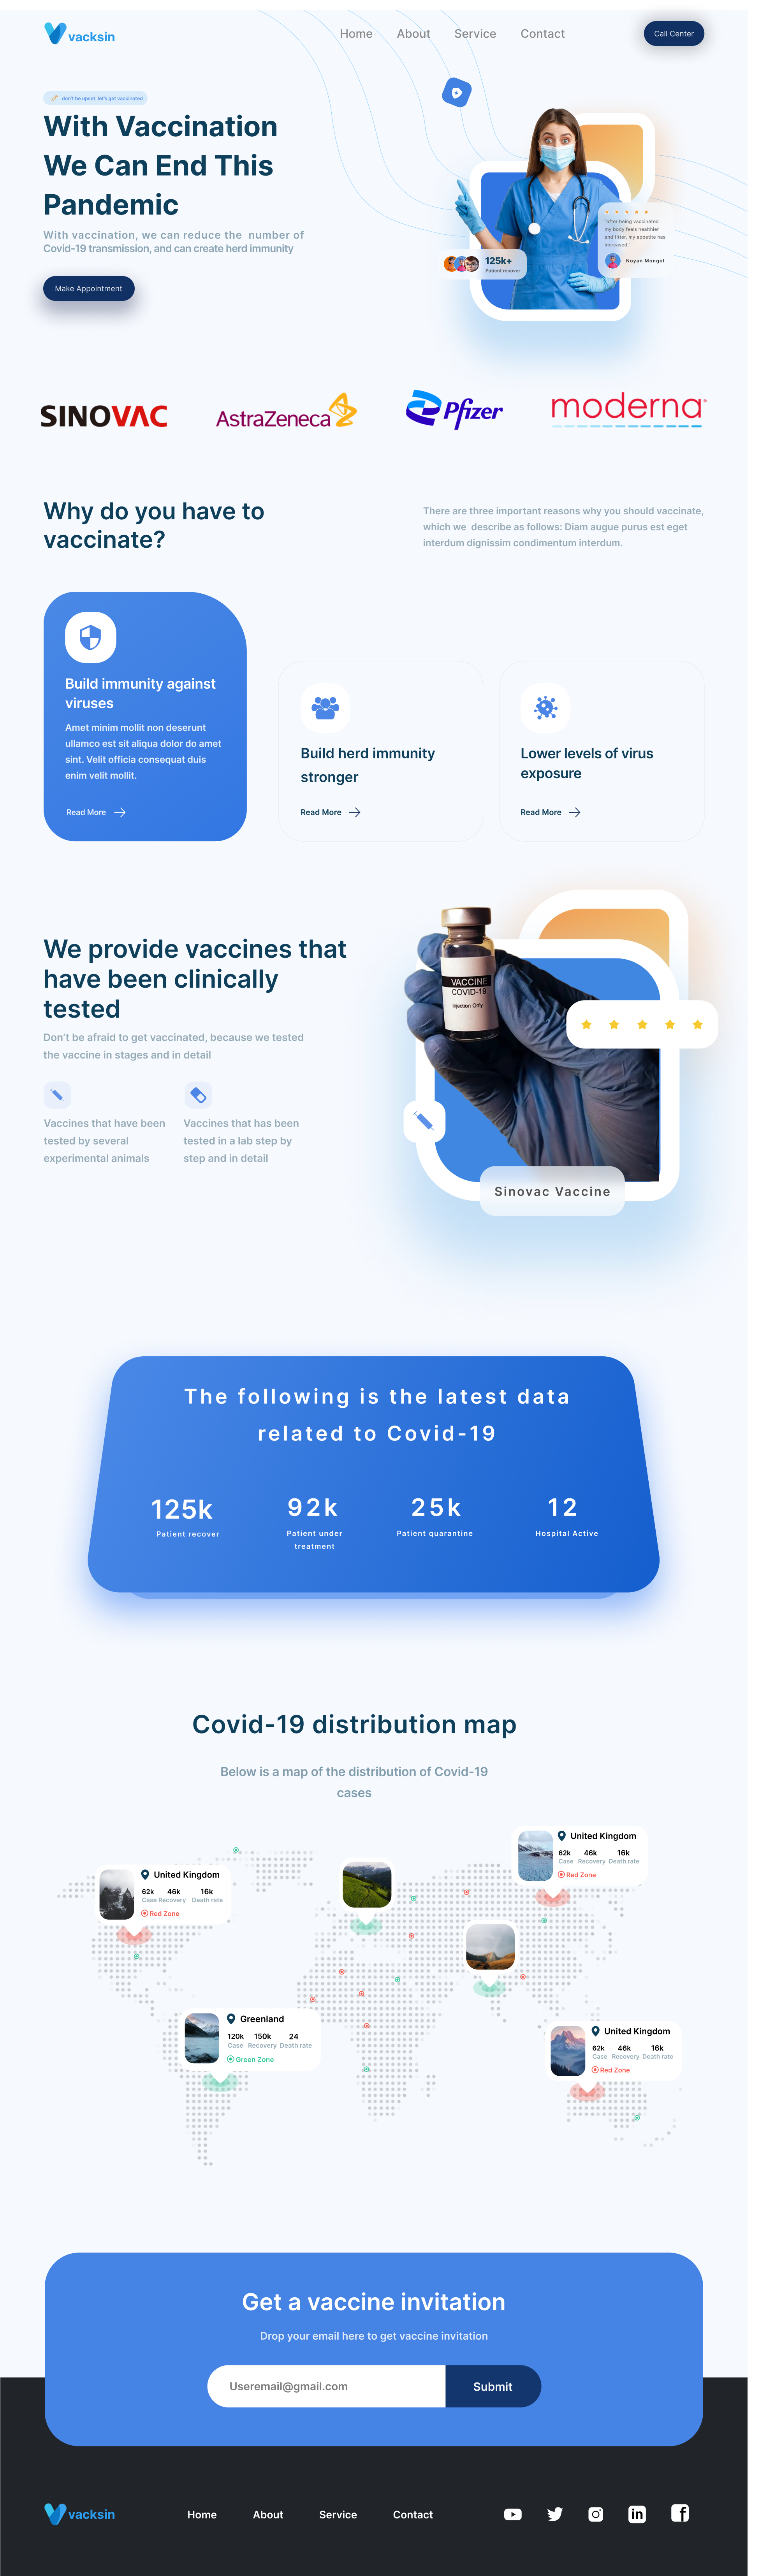 vacksin
Home About Service Contact
Call Center
don't be upset, let's get vaccinated
With Vaccination
We Can End This
Pandemic
With vaccination, we can reduce the number of
Covid-19 transmission, and can create herd immunity
Make Appointment
125k+
Patient recover
"after being vaccinated
my body feels healthier
and fitter, my appetite has
increased."
Noyan Mongol
SINOVAC
AstraZeneca
Pfizer
moderna
Why do you have to
vaccinate?
There are three important reasons why you should vaccinate,
which we describe as follows: Diam augue purus est eget
interdum dignissim condimentum interdum.
Build immunity against
viruses
Amet minim mollit non deserunt
ullamco est sit aliqua dolor do amet
sint. Velit officia consequat duis
enim velit mollit.
Read More
Build herd immunity
stronger
Read More
Lower levels of virus
exposure
Read More
We provide vaccines that
have been clinically
tested
Don't be afraid to get vaccinated, because we tested
the vaccine in stages and in detail
Vaccines that have been
tested by several
experimental animals
Vaccines that has been
tested in a lab step by
step and in detail
VACCINE
COVID-19
Injection Only
Sinovac Vaccine
The following is the latest data
related to Covid-19
125k
Patient recover
92k
Patient under
treatment
25k
Patient quarantine
12
Hospital Active
Covid-19 distribution map
Below is a map of the distribution of Covid-19
cases
United Kingdom
62k 46k 16k
Case Recovery Death rate
Red Zone
United Kingdom
62k 46k 16k
Case Recovery Death rate
Red Zone
Greenland
120k 150k 24
Case Recovery Death rate
Green Zone
United Kingdom
62k 46k 16k
Case Recovery Death rate
Red Zone
Get a vaccine invitation
Drop your email here to get vaccine invitation
Useremail@gmail.com
Submit
vacksin
Home About Service Contact